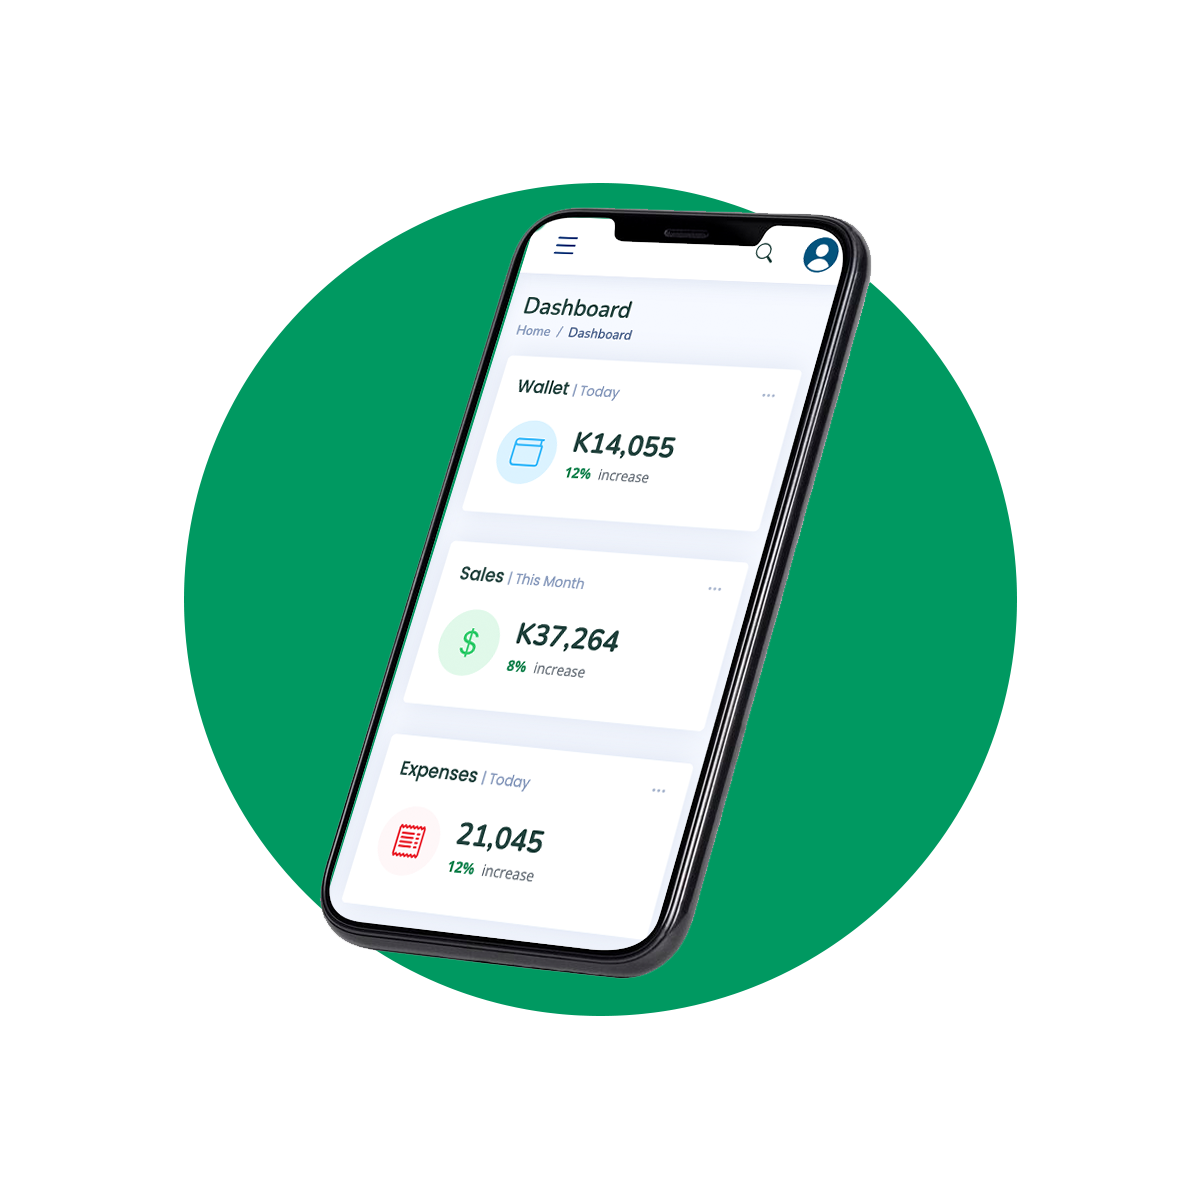 Dashboard
Home / Dashboard
Wallet | Today
K14,055
12% increase
Sales | This Month
$
K37,264
8% increase
Expenses | Today
21,045
12% increase